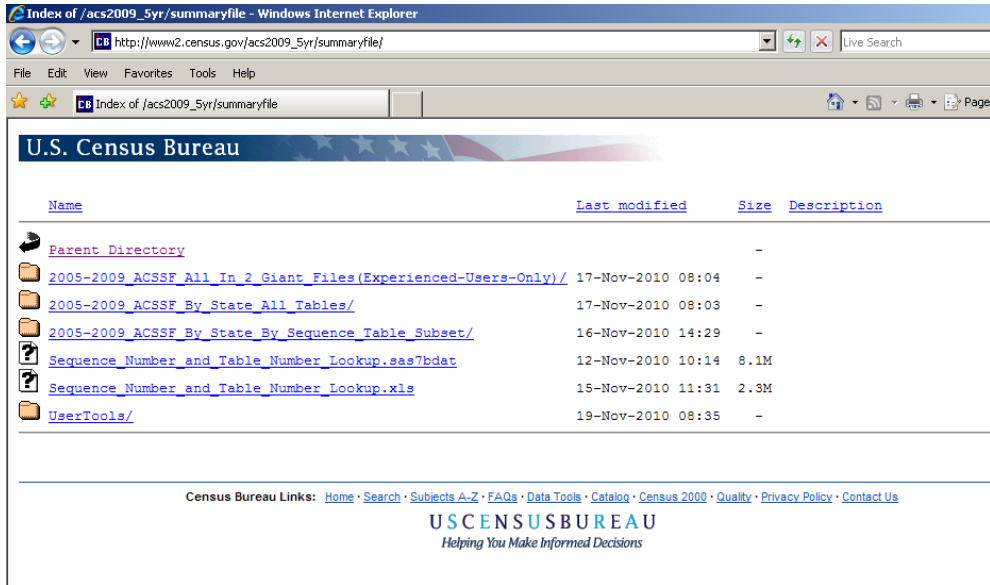 Index of /acs2009_5yr/summaryfile - Windows Internet Explorer
CB http://www2.census.gov/acs2009_5yr/summaryfile/ Live Search
File Edit View Favorites Tools Help
CB Index of /acs2009_5yr/summaryfile Page
U.S. Census Bureau
Name Last modified Size Description
Parent Directory -
2005-2009_ACSSF_All_In_2_Giant_Files(Experienced-Users-Only)/ 17-Nov-2010 08:04 -
2005-2009_ACSSF_By_State_All_Tables/ 17-Nov-2010 08:03 -
2005-2009_ACSSF_By_State_By_Sequence_Table_Subset/ 16-Nov-2010 14:29 -
Sequence_Number_and_Table_Number_Lookup.sas7bdat 12-Nov-2010 10:14 8.1M
Sequence_Number_and_Table_Number_Lookup.xls 15-Nov-2010 11:31 2.3M
UserTools/ 19-Nov-2010 08:35 -
Census Bureau Links: Home · Search · Subjects A-Z · FAQs · Data Tools · Catalog · Census 2000 · Quality · Privacy Policy · Contact Us
USCENSUSBUREAU
Helping You Make Informed Decisions